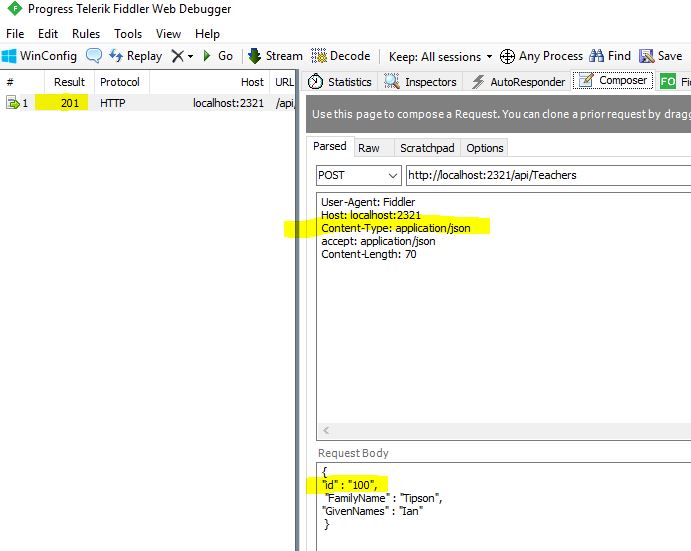 Progress Telerik Fiddler Web Debugger
File Edit Rules Tools View Help
WinConfig Replay Go Stream Decode Keep: All sessions Any Process Find Save
# Result Protocol Host URL
1 201 HTTP localhost:2321 /api,
Statistics Inspectors AutoResponder Composer FO Fi
Use this page to compose a Request. You can clone a prior request by dragg
Parsed Raw Scratchpad Options
POST http://localhost:2321/api/Teachers
User-Agent: Fiddler
Host: localhost:2321
Content-Type: application/json
accept: application/json
Content-Length: 70
Request Body
{
"id" : "100",
"FamilyName" : "Tipson",
"GivenNames" : "Ian"
}